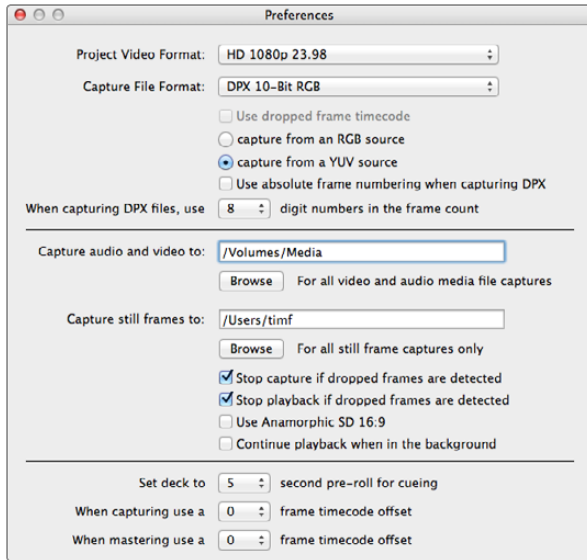 Preferences
Project Video Format: HD 1080p 23.98
Capture File Format: DPX 10-Bit RGB
Use dropped frame timecode
capture from an RGB source
capture from a YUV source
Use absolute frame numbering when capturing DPX
When capturing DPX files, use 8 digit numbers in the frame count
Capture audio and video to: /Volumes/Media
Browse For all video and audio media file captures
Capture still frames to: /Users/timf
Browse For all still frame captures only
Stop capture if dropped frames are detected
Stop playback if dropped frames are detected
Use Anamorphic SD 16:9
Continue playback when in the background
Set deck to 5 second pre-roll for cueing
When capturing use a 0 frame timecode offset
When mastering use a 0 frame timecode offset